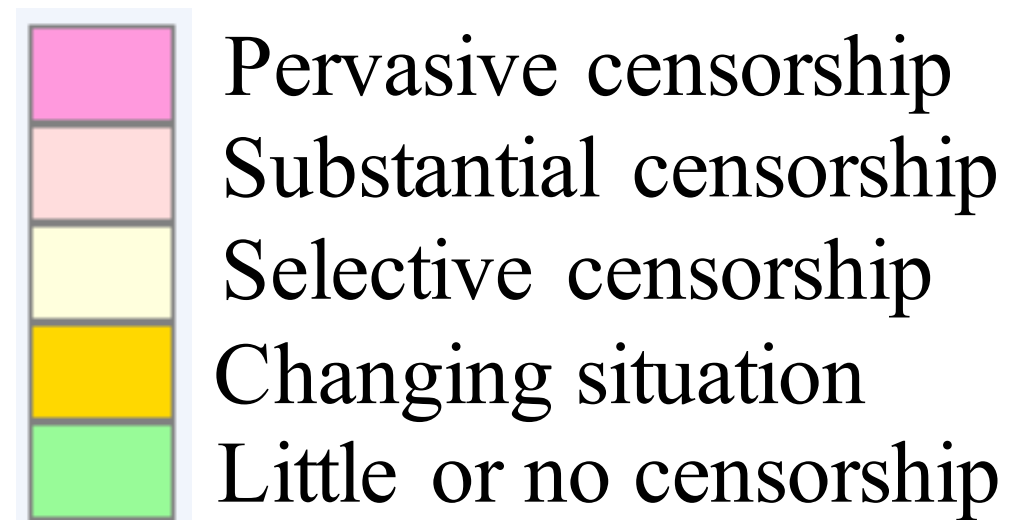 Pervasive censorship
Substantial censorship
Selective censorship
Changing situation
Little or no censorship